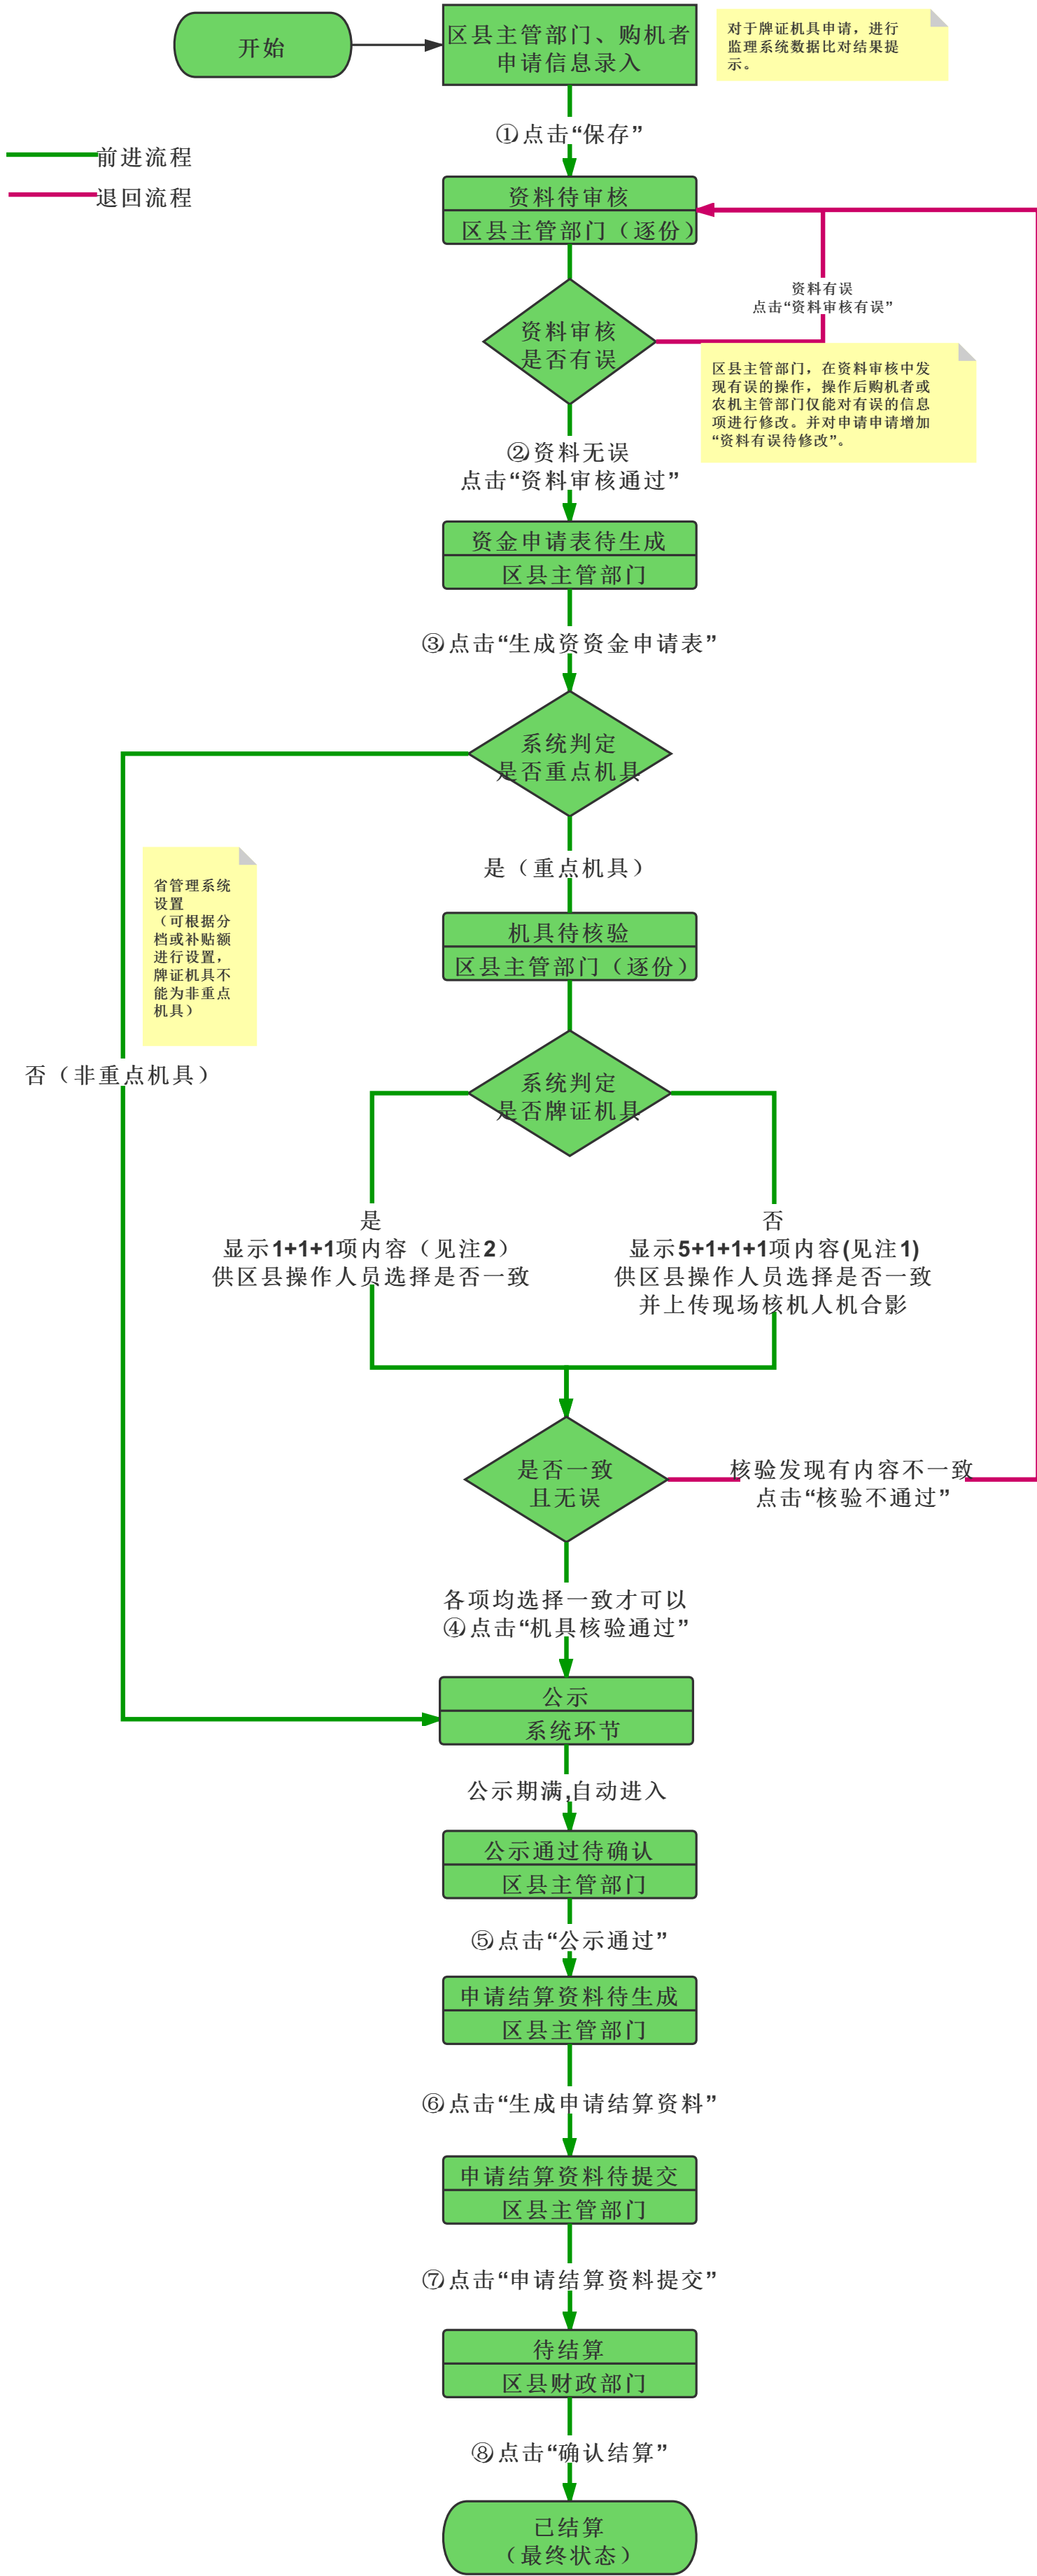 开始
区县主管部门、购机者
申请信息录入
对于牌证机具申请，进行
监理系统数据比对结果提
示。
①点击“保存”
前进流程
退回流程
资料待审核
区县主管部门（逐份）
资料有误
点击“资料审核有误”
资料审核
是否有误
区县主管部门，在资料审核中发
现有误的操作，操作后购机者或
农机主管部门仅能对有误的信息
项进行修改。并对申请申请增加
“资料有误待修改”。
②资料无误
点击“资料审核通过”
资金申请表待生成
区县主管部门
③点击“生成资资金申请表”
系统判定
是否重点机具
是（重点机具）
省管理系统
设置
（可根据分
档或补贴额
进行设置，
牌证机具不
能为非重点
机具）
机具待核验
区县主管部门（逐份）
否（非重点机具）
系统判定
是否牌证机具
是
显示1+1+1项内容（见注2）
供区县操作人员选择是否一致
否
显示5+1+1+1项内容(见注1)
供区县操作人员选择是否一致
并上传现场核机人机合影
是否一致
且无误
核验发现有内容不一致
点击“核验不通过”
各项均选择一致才可以
④点击“机具核验通过”
公示
系统环节
公示期满,自动进入
公示通过待确认
区县主管部门
⑤点击“公示通过”
申请结算资料待生成
区县主管部门
⑥点击“生成申请结算资料”
申请结算资料待提交
区县主管部门
⑦点击“申请结算资料提交”
待结算
区县财政部门
⑧点击“确认结算”
已结算
（最终状态）